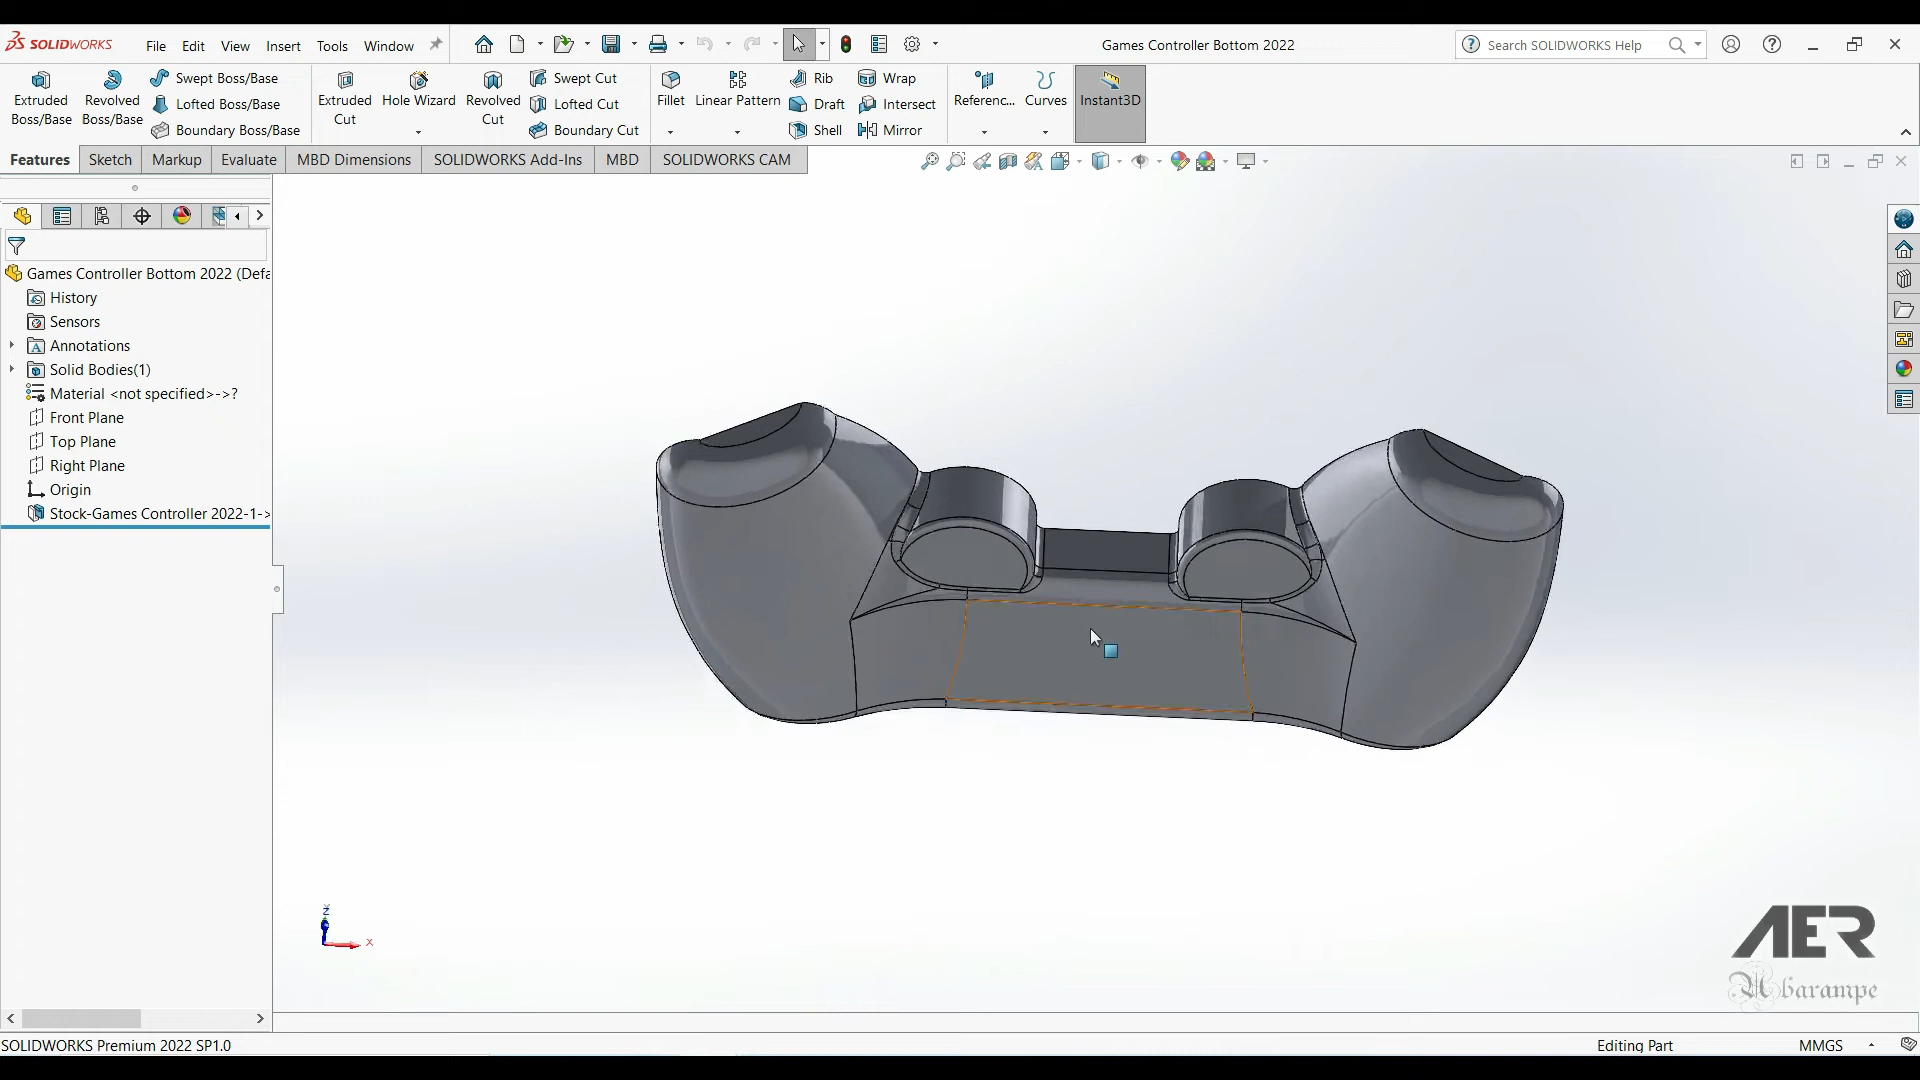 SOLIDWORKS File Edit View Insert Tools Window Games Controller Bottom 2022 Search SOLIDWORKS Help
Extruded Boss/Base Revolved Boss/Base Swept Boss/Base Lofted Boss/Base Boundary Boss/Base Extruded Cut Hole Wizard Revolved Cut Swept Cut Lofted Cut Boundary Cut Fillet Linear Pattern Rib Draft Shell Wrap Intersect Mirror Referenc... Curves Instant3D
Features Sketch Markup Evaluate MBD Dimensions SOLIDWORKS Add-Ins MBD SOLIDWORKS CAM
Games Controller Bottom 2022 (Defa
History
Sensors
Annotations
Solid Bodies(1)
Material <not specified>->?
Front Plane
Top Plane
Right Plane
Origin
Stock-Games Controller 2022-1->
Z
X
AER
Abarampe
SOLIDWORKS Premium 2022 SP1.0 Editing Part MMGS